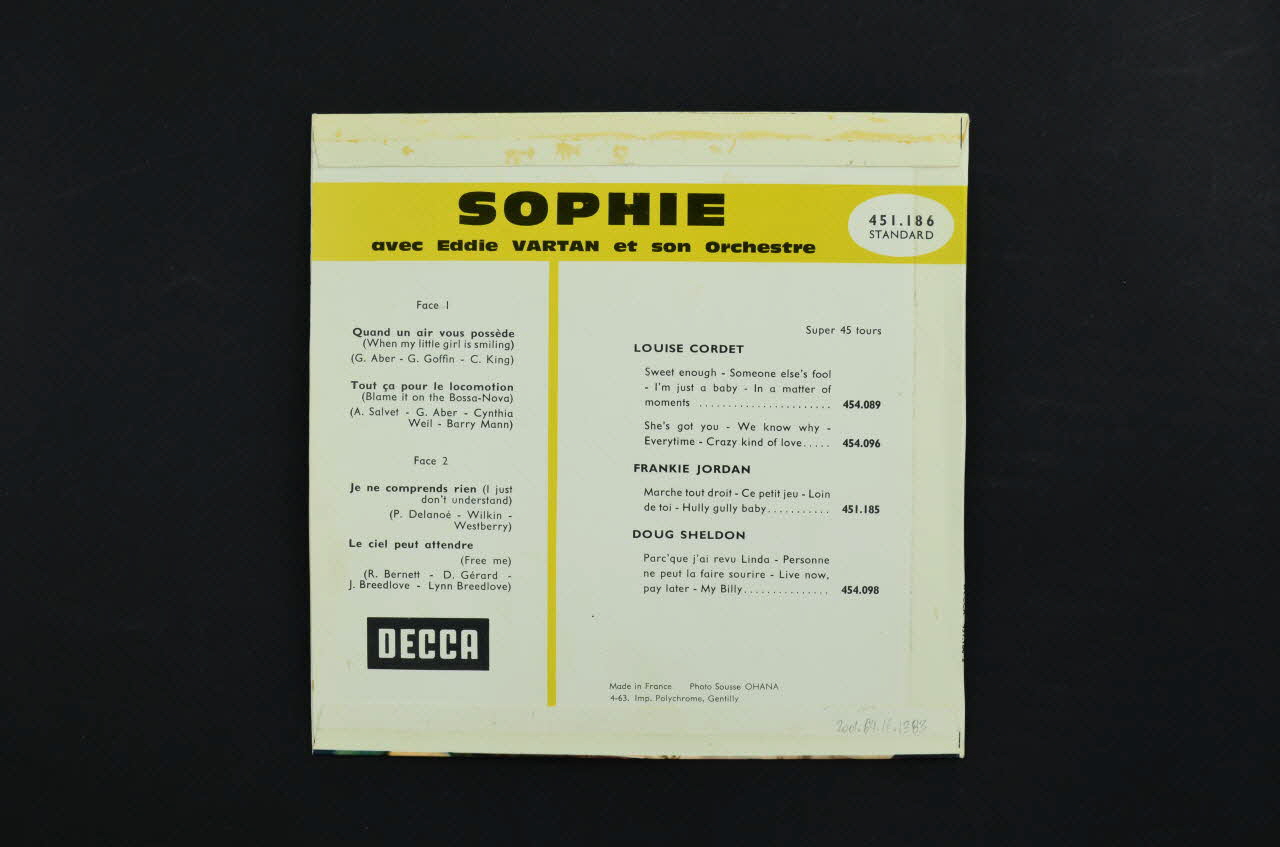 SOPHIE
avec Eddie VARTAN et son Orchestre
451.186
STANDARD
Face 1
Quand un air vous possède
(When my little girl is smiling)
(G. Aber - G. Goffin - C. King)
Tout ça pour le locomotion
(Blame it on the Bossa-Nova)
(A. Salvet - G. Aber - Cynthia
Weil - Barry Mann)
Face 2
Je ne comprends rien (I just
don't understand)
(P. Delanoé - Wilkin -
Westberry)
Le ciel peut attendre
(Free me)
(R. Bernett - D. Gérard -
J. Breedlove - Lynn Breedlove)
DECCA
Super 45 tours
LOUISE CORDET
Sweet enough - Someone else's fool
- I'm just a baby - In a matter of
moments ....................... 454.089
She's got you - We know why -
Everytime - Crazy kind of love..... 454.096
FRANKIE JORDAN
Marche tout droit - Ce petit jeu - Loin
de toi - Hully gully baby........... 451.185
DOUG SHELDON
Parc'que j'ai revu Linda - Personne
ne peut la faire sourire - Live now,
pay later - My Billy............... 454.098
Made in France Photo Sousse OHANA
4-63. Imp. Polychrome, Gentilly